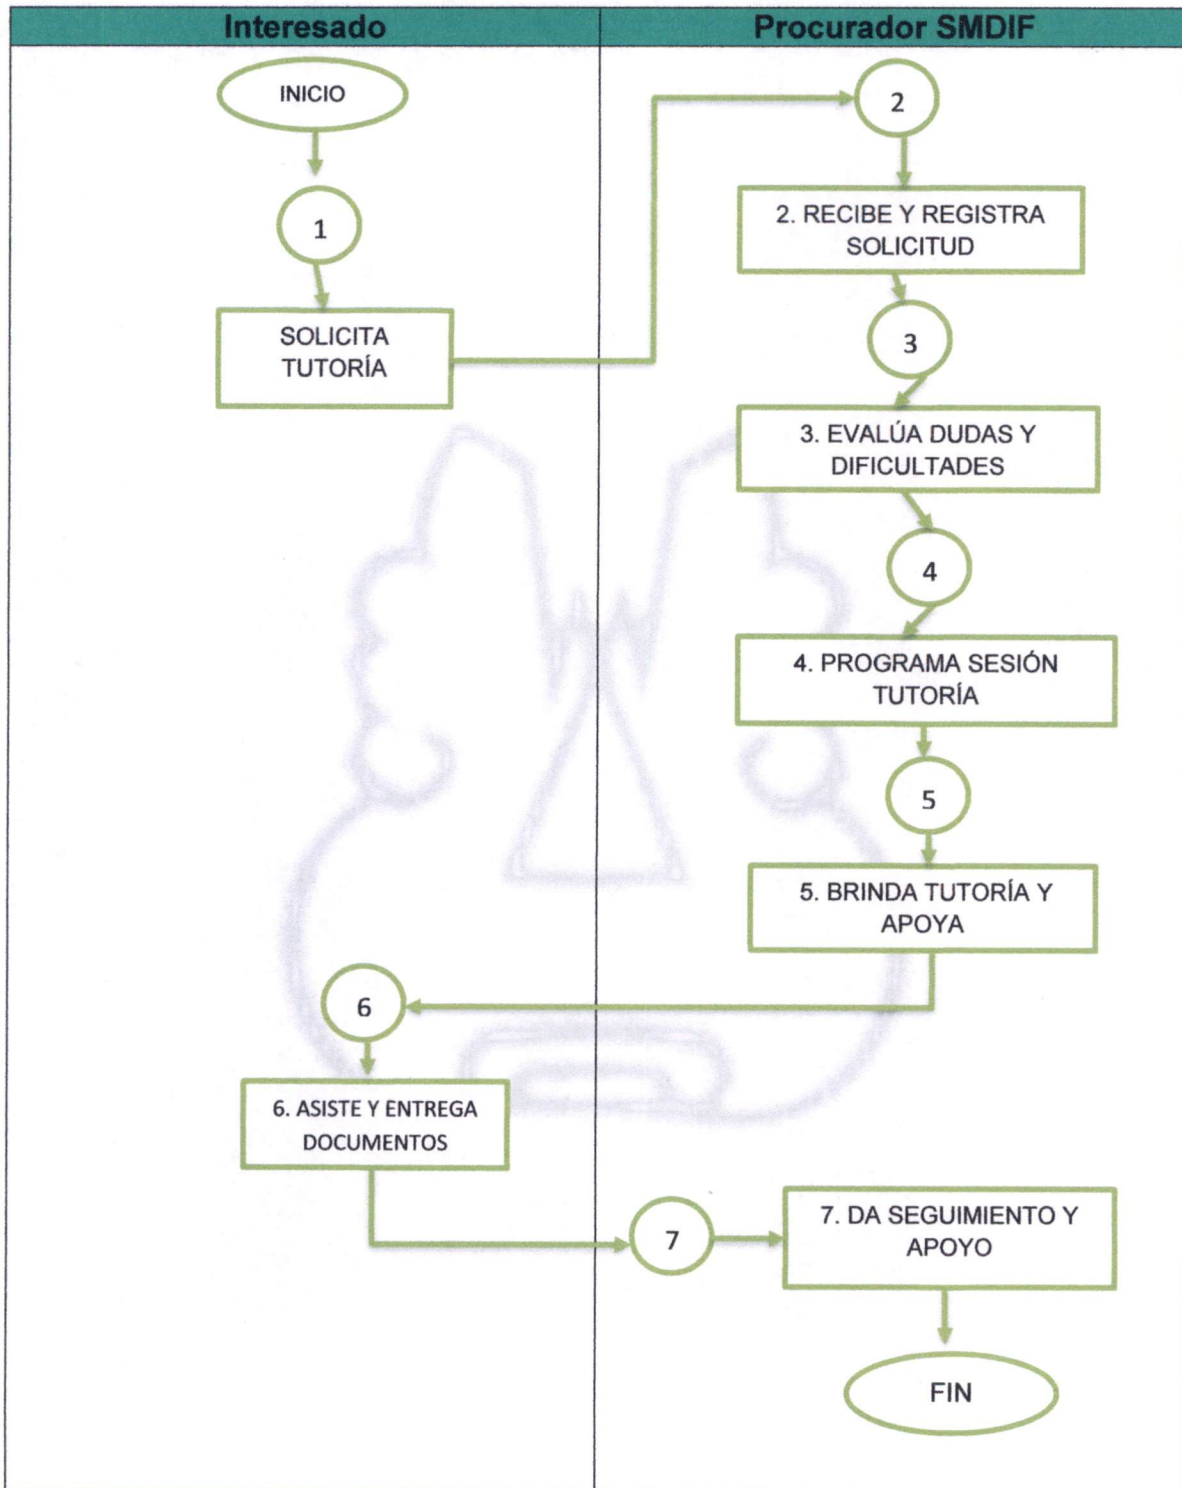 Interesado
Procurador SMDIF
INICIO
1
SOLICITA
TUTORÍA
2
2. RECIBE Y REGISTRA
SOLICITUD
3
3. EVALÚA DUDAS Y
DIFICULTADES
4
4. PROGRAMA SESIÓN
TUTORÍA
5
5. BRINDA TUTORÍA Y
APOYA
6
6. ASISTE Y ENTREGA
DOCUMENTOS
7
7. DA SEGUIMIENTO Y
APOYO
FIN